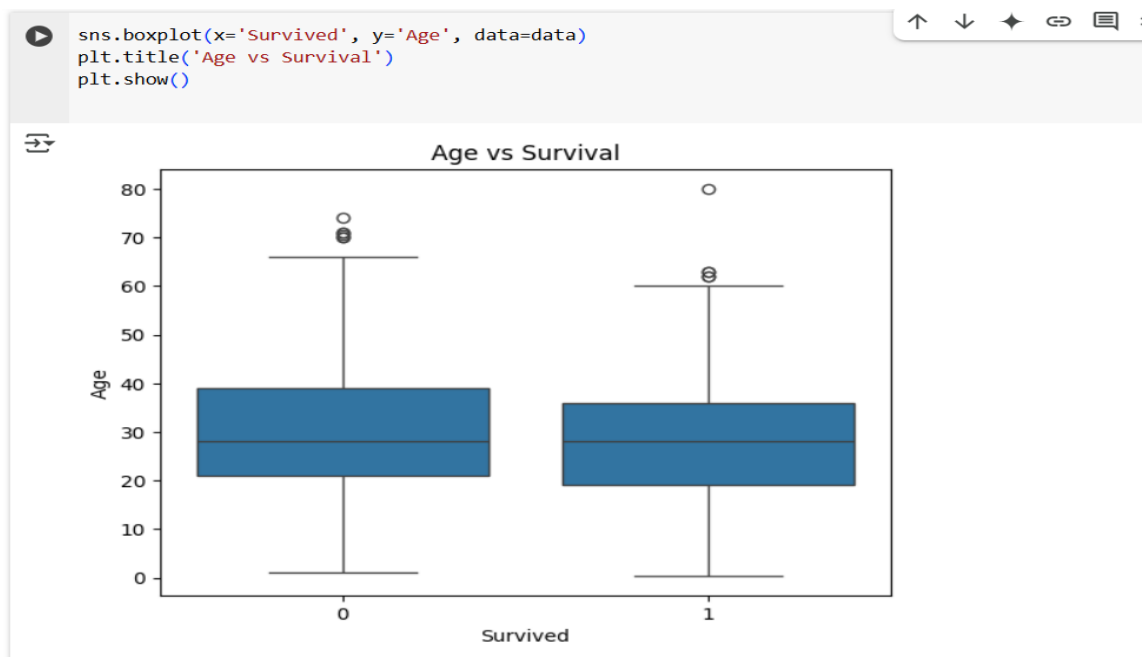 sns.boxplot(x='Survived', y='Age', data=data)
plt.title('Age vs Survival')
plt.show()
Age vs Survival
80
70
60
50
40
30
20
10
0
Age
0
1
Survived